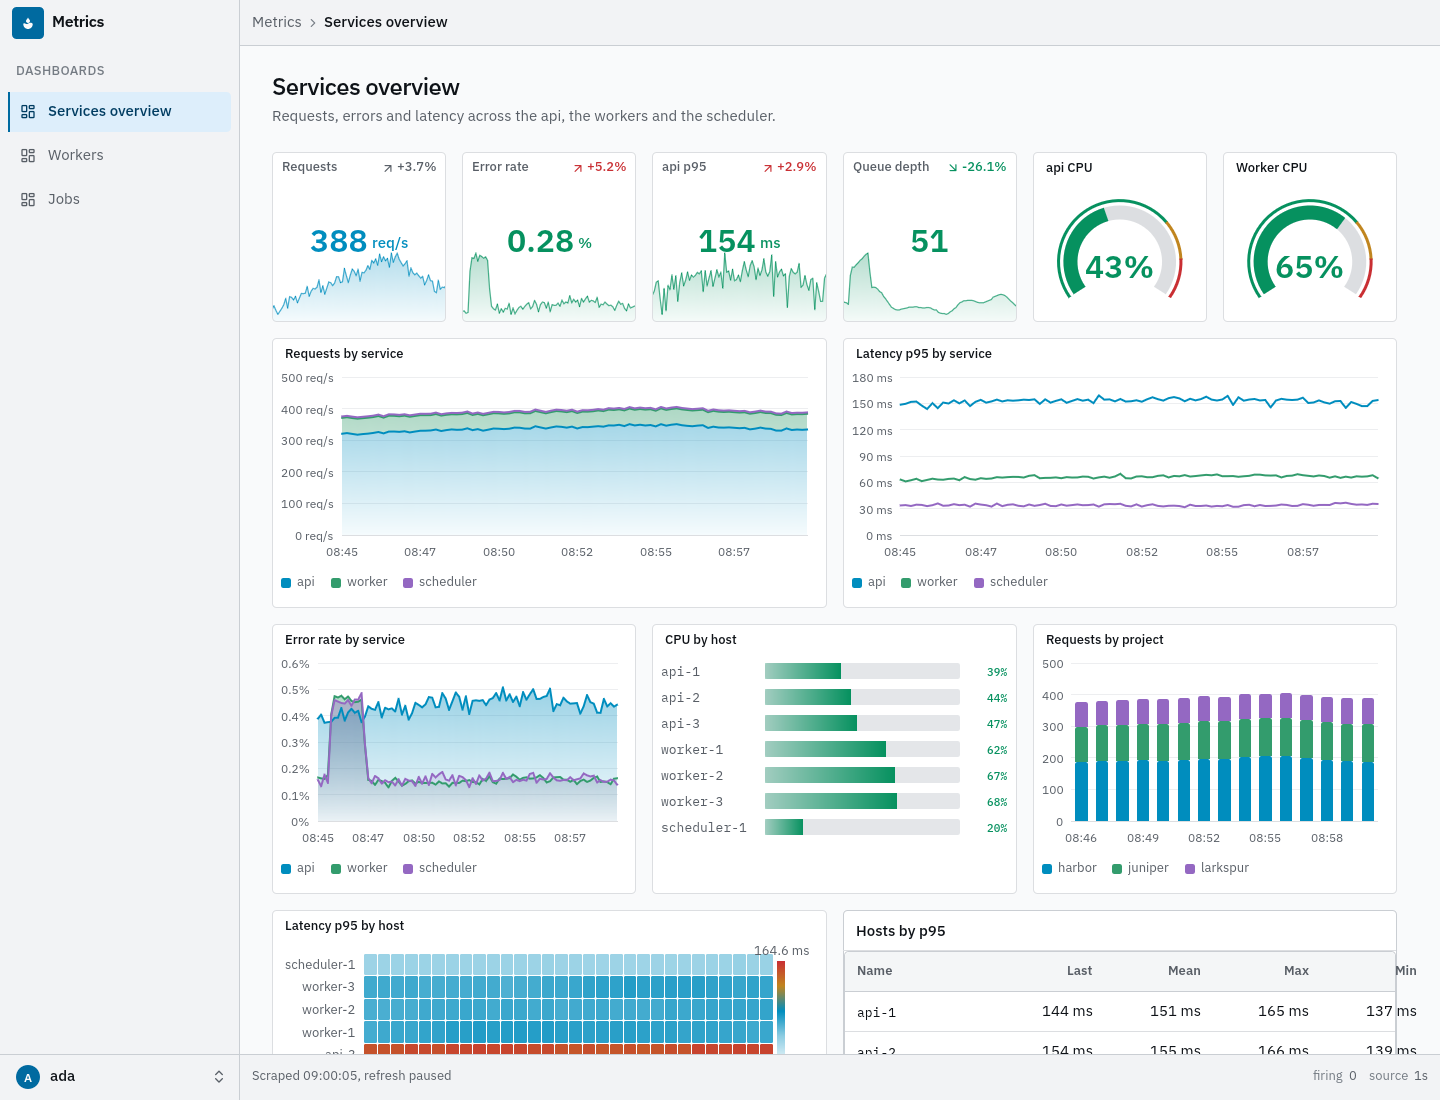 Metrics
Metrics > Services overview
DASHBOARDS
Services overview
Workers
Jobs
Services overview
Requests, errors and latency across the api, the workers and the scheduler.
Requests +3.7%
388 req/s
Error rate +5.2%
0.28 %
api p95 +2.9%
154 ms
Queue depth -26.1%
51
api CPU
43%
Worker CPU
65%
Requests by service
500 req/s
400 req/s
300 req/s
200 req/s
100 req/s
0 req/s
08:45 08:47 08:50 08:52 08:55 08:57
api worker scheduler
Latency p95 by service
180 ms
150 ms
120 ms
90 ms
60 ms
30 ms
0 ms
08:45 08:47 08:50 08:52 08:55 08:57
api worker scheduler
Error rate by service
0.6%
0.5%
0.4%
0.3%
0.2%
0.1%
0%
08:45 08:47 08:50 08:52 08:55 08:57
api worker scheduler
CPU by host
api-1 39%
api-2 44%
api-3 47%
worker-1 62%
worker-2 67%
worker-3 68%
scheduler-1 20%
Requests by project
500
400
300
200
100
0
08:46 08:49 08:52 08:55 08:58
harbor juniper larkspur
Latency p95 by host
164.6 ms
scheduler-1
worker-3
worker-2
worker-1
api-3
Hosts by p95
Name Last Mean Max Min
api-1 144 ms 151 ms 165 ms 137 ms
api-2 154 ms 155 ms 166 ms 139 ms
A ada
Scraped 09:00:05, refresh paused
firing 0 source 1s